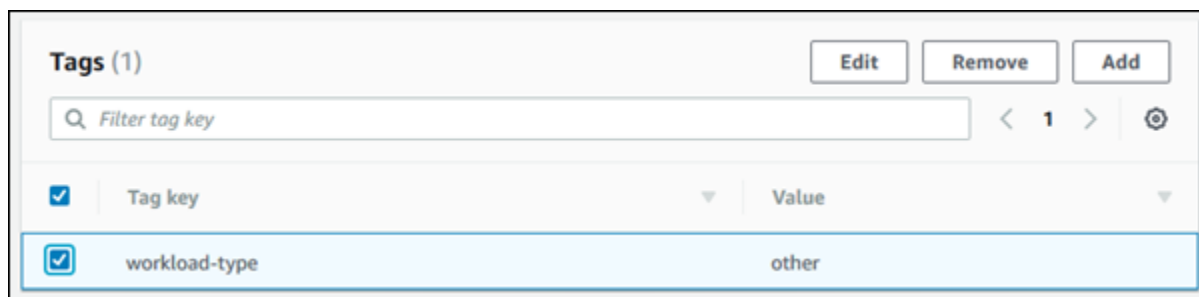 Tags (1) Edit Remove Add
Filter tag key 1
Tag key Value
workload-type other